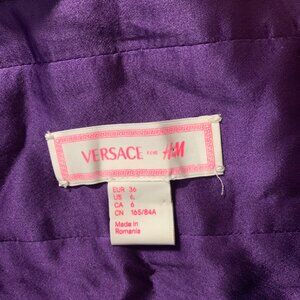 VERSACE FOR H&M
EUR 36
US 6
CA 6
CN 165/84A
Made in
Romania